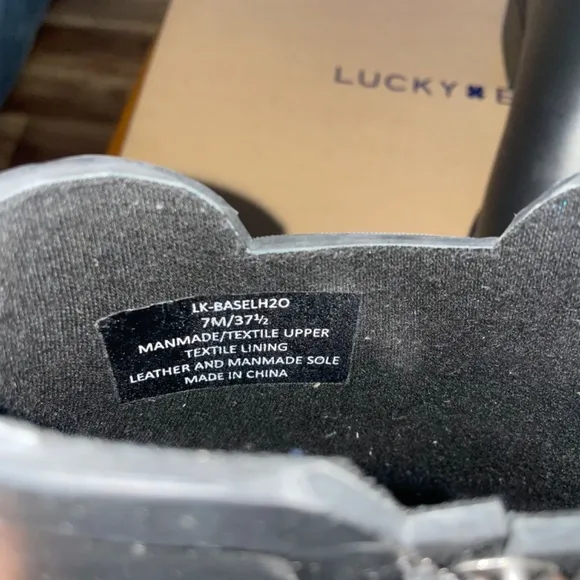 LUCKY
LK-BASELH2O
7M/37½
MANMADE/TEXTILE UPPER
TEXTILE LINING
LEATHER AND MANMADE SOLE
MADE IN CHINA